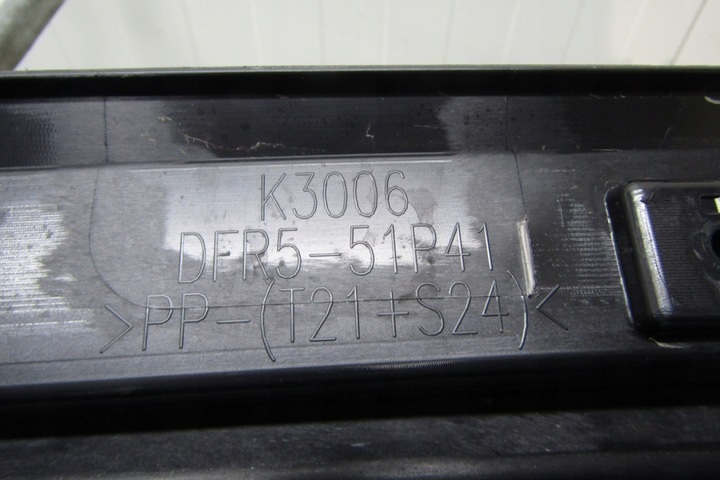 K3006
DFR5-51P41
>PP-(T21+S24)<